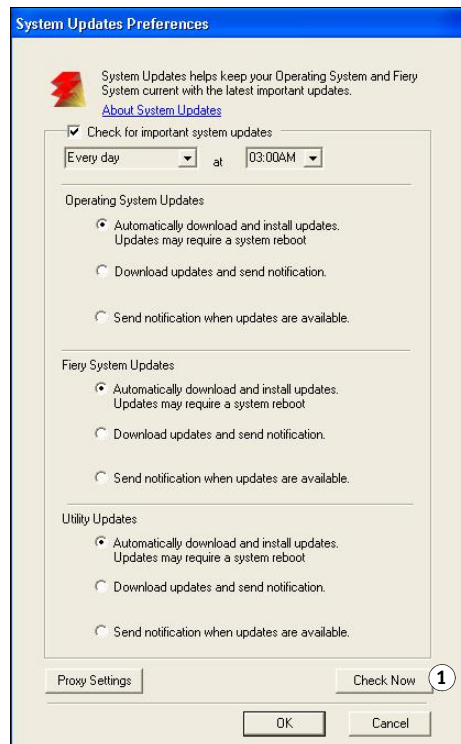 System Updates Preferences
System Updates helps keep your Operating System and Fiery
System current with the latest important updates.
About System Updates
Check for important system updates
Every day at 03:00AM
Operating System Updates
Automatically download and install updates.
Updates may require a system reboot
Download updates and send notification.
Send notification when updates are available.
Fiery System Updates
Automatically download and install updates.
Updates may require a system reboot
Download updates and send notification.
Send notification when updates are available.
Utility Updates
Automatically download and install updates.
Updates may require a system reboot
Download updates and send notification.
Send notification when updates are available.
Proxy Settings Check Now 1
OK Cancel